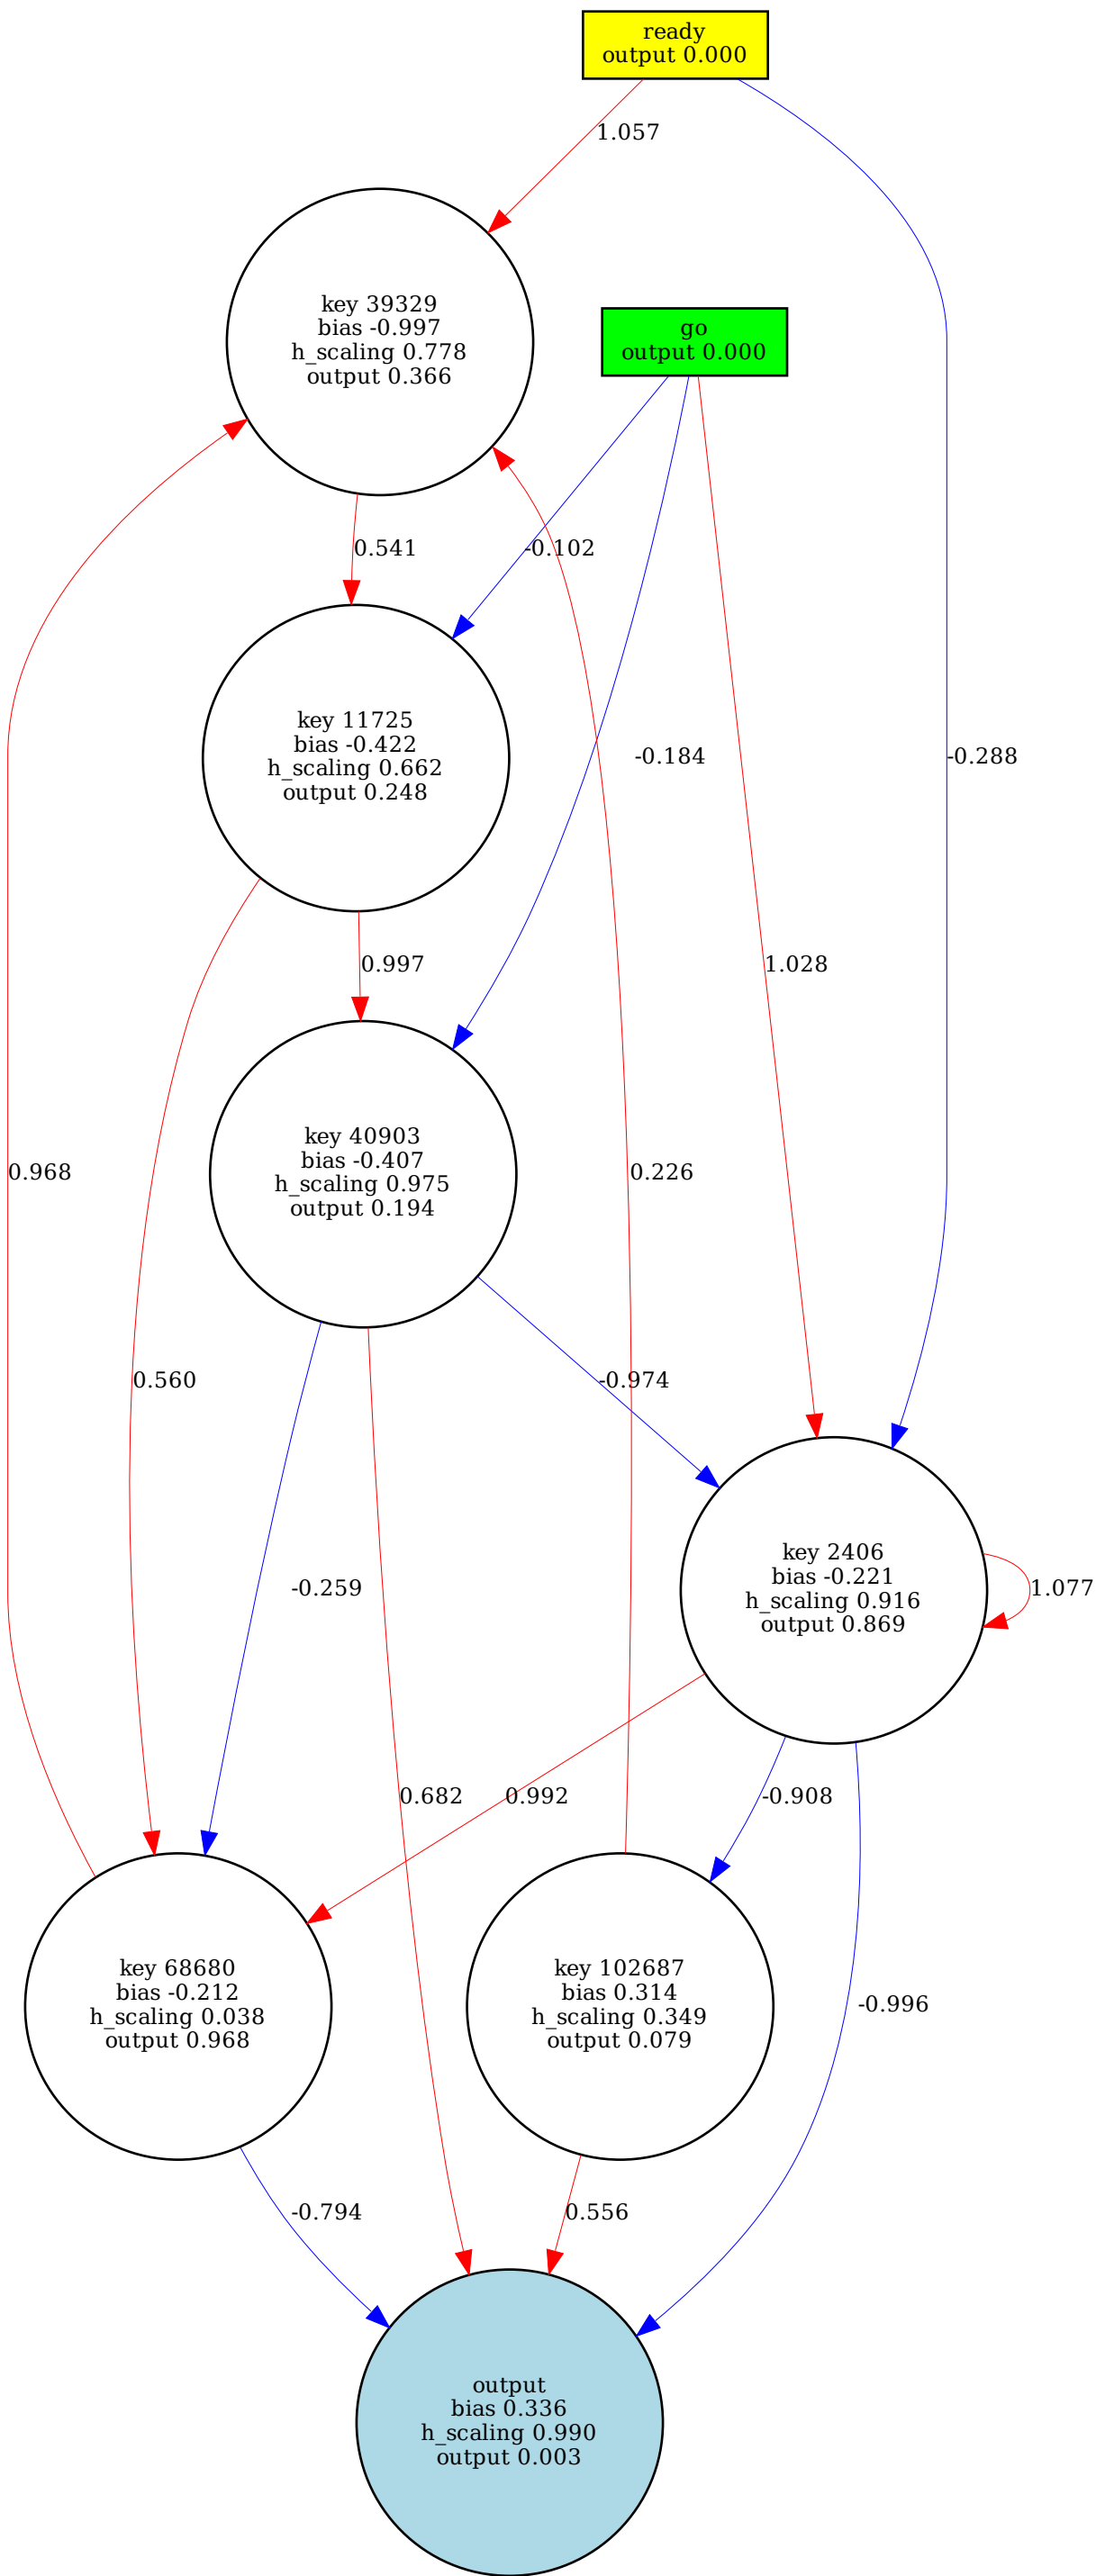 ready
output 0.000
1.057
key 39329
bias -0.997
h_scaling 0.778
output 0.366
go
output 0.000
0.541
-0.102
key 11725
bias -0.422
h_scaling 0.662
output 0.248
-0.184
-0.288
0.997
1.028
key 40903
bias -0.407
h_scaling 0.975
output 0.194
0.968
0.226
0.560
-0.974
key 2406
bias -0.221
h_scaling 0.916
output 0.869
-0.259
1.077
0.682
0.992
-0.908
key 68680
bias -0.212
h_scaling 0.038
output 0.968
key 102687
bias 0.314
h_scaling 0.349
output 0.079
-0.996
-0.794
0.556
output
bias 0.336
h_scaling 0.990
output 0.003